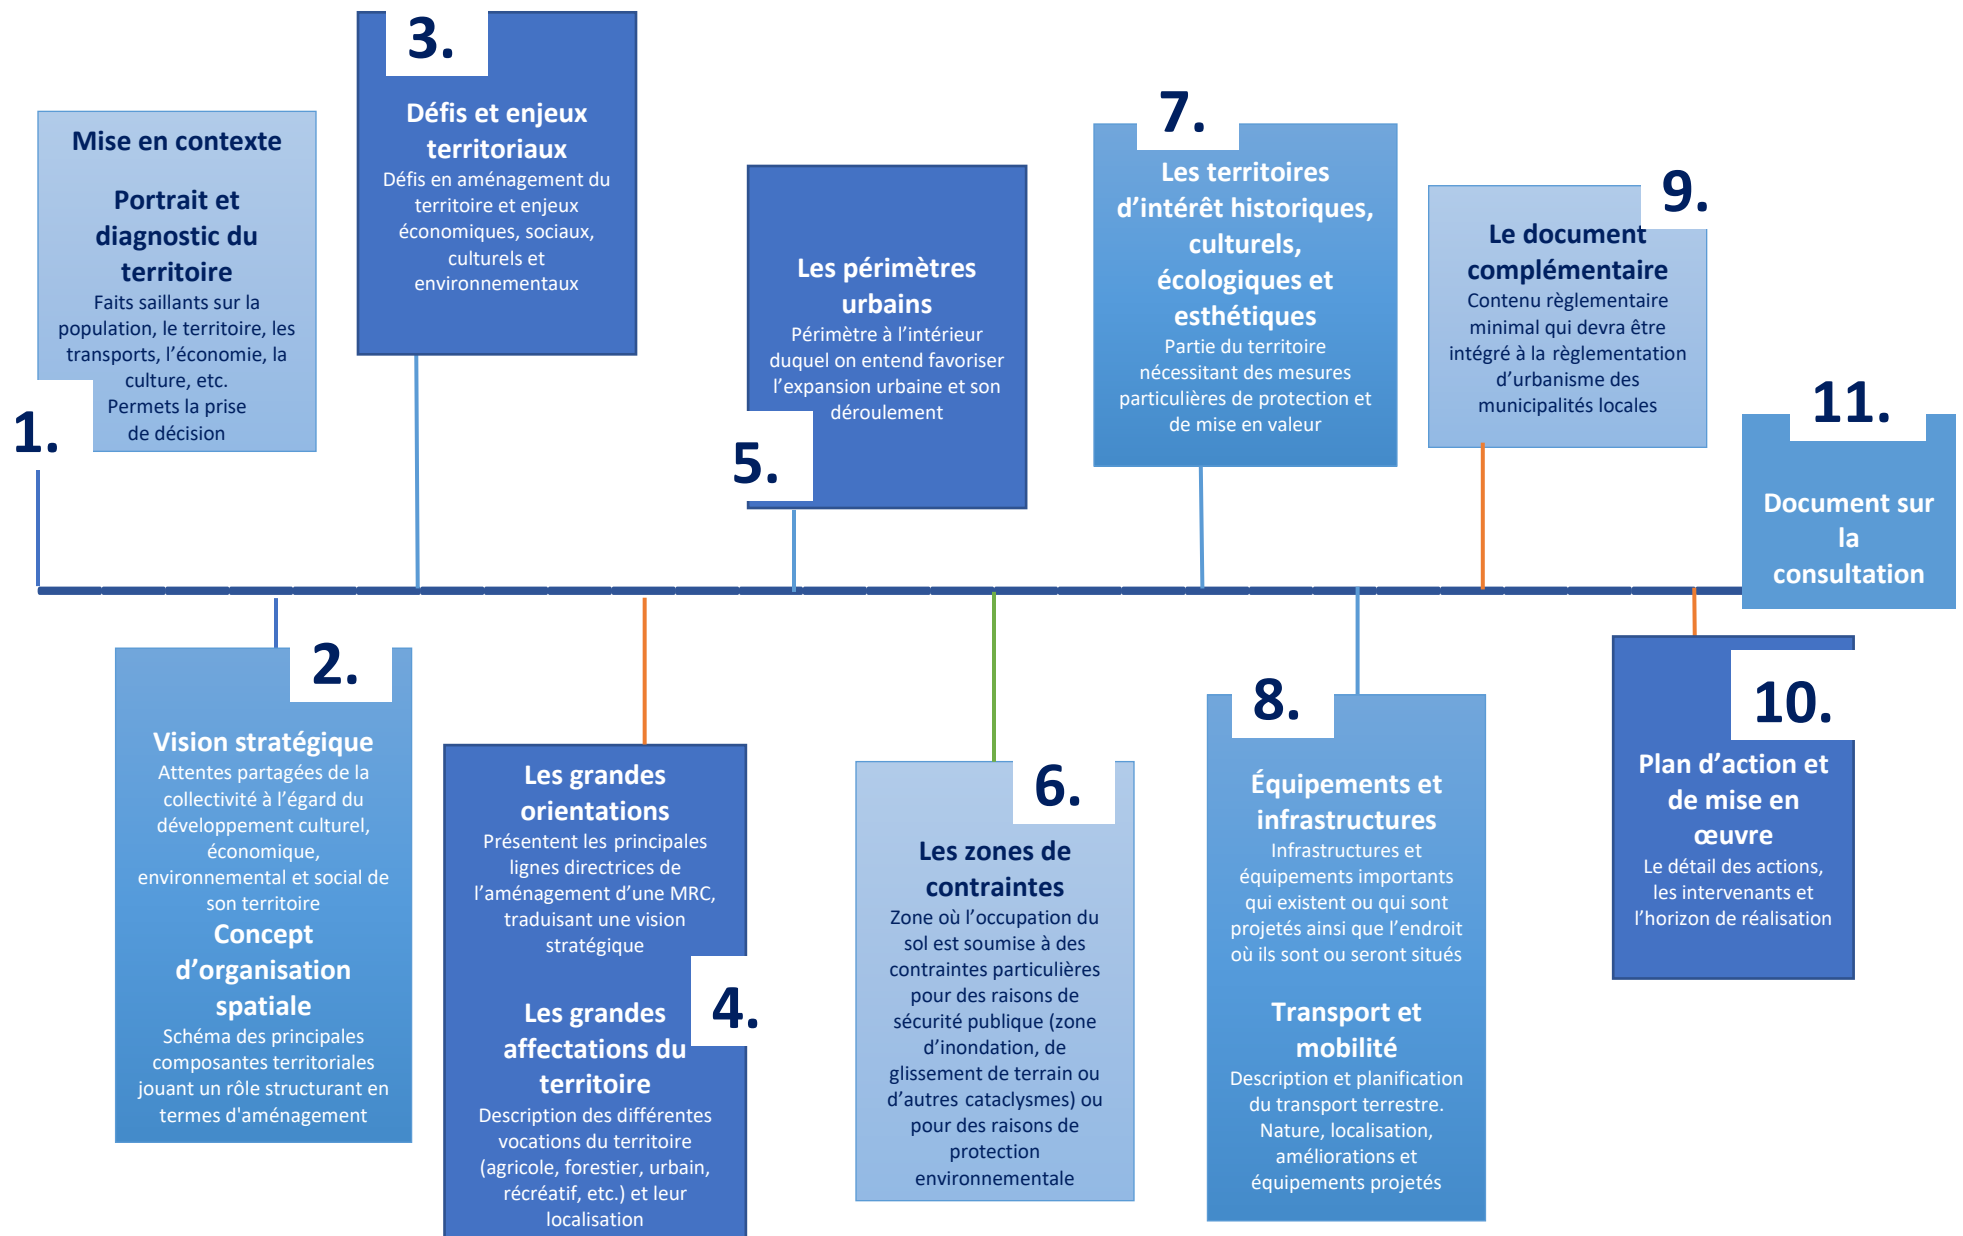 1.
Mise en contexte
Portrait et
diagnostic du
territoire
Faits saillants sur la
population, le territoire, les
transports, l’économie, la
culture, etc.
Permets la prise
de décision
2.
Vision stratégique
Attentes partagées de la
collectivité à l’égard du
développement culturel,
économique,
environnemental et social de
son territoire
Concept
d’organisation
spatiale
Schéma des principales
composantes territoriales
jouant un rôle structurant en
termes d'aménagement
3.
Défis et enjeux
territoriaux
Défis en aménagement du
territoire et enjeux
économiques, sociaux,
culturels et
environnementaux
4.
Les grandes
orientations
Présentent les principales
lignes directrices de
l’aménagement d’une MRC,
traduisant une vision
stratégique
Les grandes
affectations du
territoire
Description des différentes
vocations du territoire
(agricole, forestier, urbain,
récréatif, etc.) et leur
localisation
5.
Les périmètres
urbains
Périmètre à l’intérieur
duquel on entend favoriser
l’expansion urbaine et son
déroulement
6.
Les zones de
contraintes
Zone où l’occupation du
sol est soumise à des
contraintes particulières
pour des raisons de
sécurité publique (zone
d’inondation, de
glissement de terrain ou
d’autres cataclysmes) ou
pour des raisons de
protection
environnementale
7.
Les territoires
d’intérêt historiques,
culturels,
écologiques et
esthétiques
Partie du territoire
nécessitant des mesures
particulières de protection et
de mise en valeur
8.
Équipements et
infrastructures
Infrastructures et
équipements importants
qui existent ou qui sont
projetés ainsi que l’endroit
où ils sont ou seront situés
Transport et
mobilité
Description et planification
du transport terrestre.
Nature, localisation,
améliorations et
équipements projetés
9.
Le document
complémentaire
Contenu règlementaire
minimal qui devra être
intégré à la règlementation
d’urbanisme des
municipalités locales
10.
Plan d’action et
de mise en
œuvre
Le détail des actions,
les intervenants et
l’horizon de réalisation
11.
Document sur
la
consultation